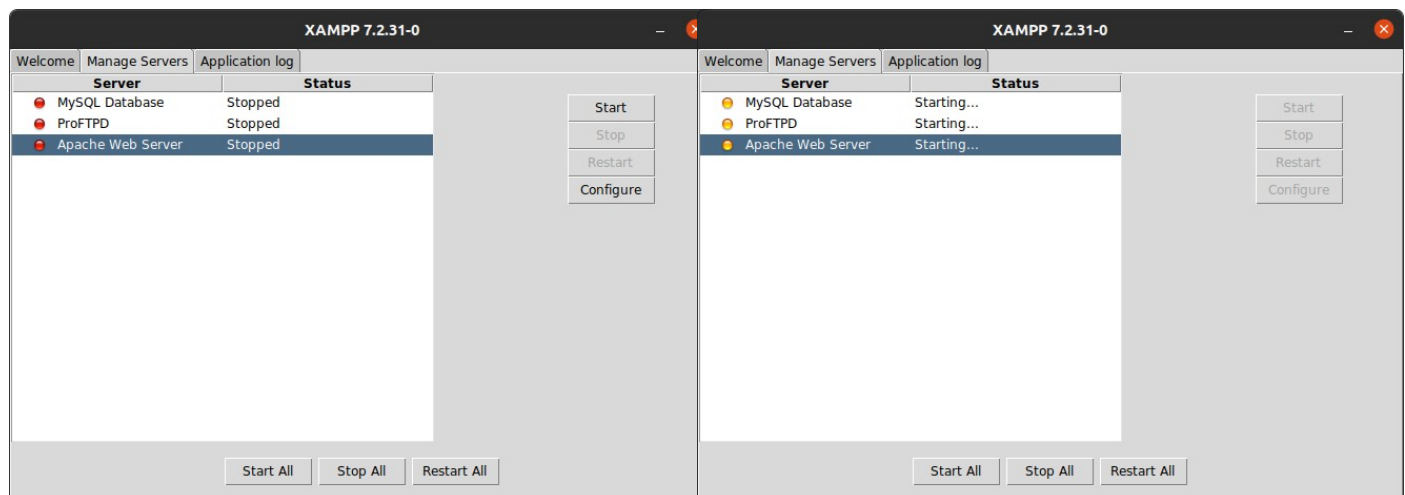 XAMPP 7.2.31-0
Welcome Manage Servers Application log
Server Status
MySQL Database Stopped
ProFTPD Stopped
Apache Web Server Stopped
Start
Stop
Restart
Configure
Start All Stop All Restart All
XAMPP 7.2.31-0
Welcome Manage Servers Application log
Server Status
MySQL Database Starting...
ProFTPD Starting...
Apache Web Server Starting...
Start
Stop
Restart
Configure
Start All Stop All Restart All